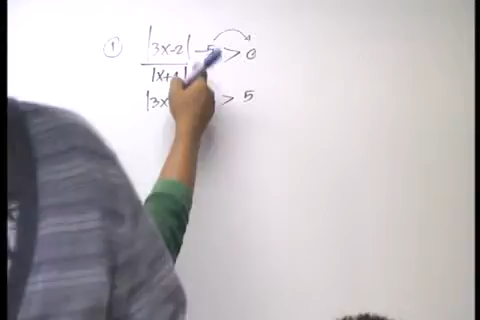 ① |3x-2| -5 > 0
|x+1|
|3x > 5